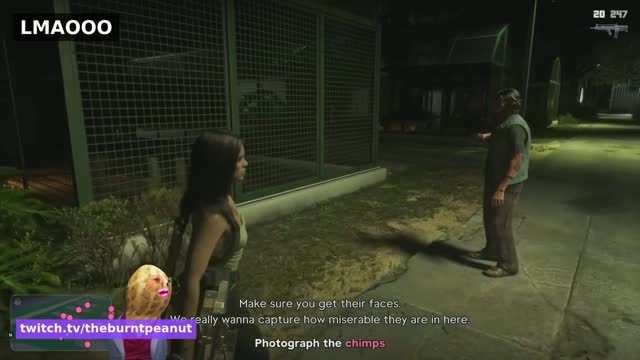 LMAOOO
20 247
Make sure you get their faces.
We really wanna capture how miserable they are in here.
Photograph the chimps
N
twitch.tv/theburntpeanut